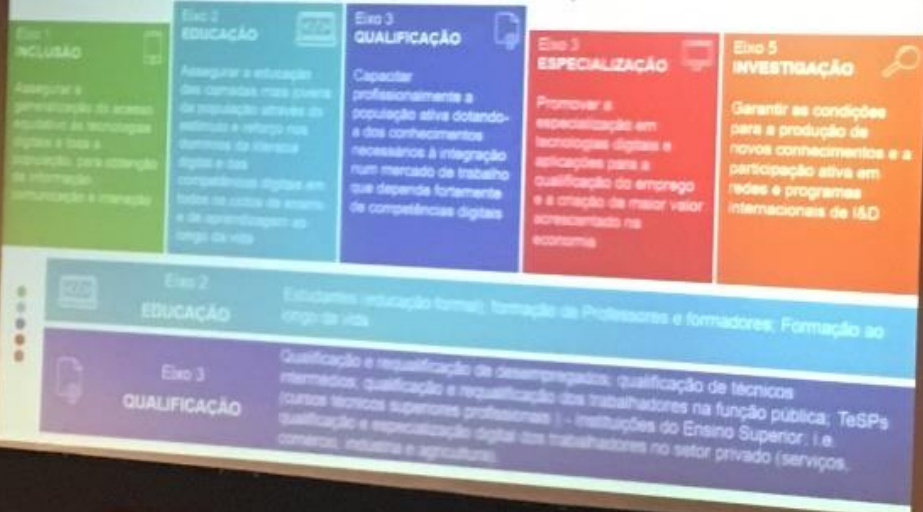 Eixo 1
INCLUSÃO
Assegurar a
generalização do acesso
equitativo às tecnologias
digitais a toda a
população, para obtenção
de informação,
comunicação e interação
Eixo 2
EDUCAÇÃO
Assegurar a educação
das camadas mais jovens
da população através do
estímulo e reforço nos
domínios da literacia
digital e das
competências digitais em
todos os ciclos de ensino
e de aprendizagem ao
longo da vida
Eixo 3
QUALIFICAÇÃO
Capacitar
profissionalmente a
população ativa dotando-
a dos conhecimentos
necessários à integração
num mercado de trabalho
que depende fortemente
de competências digitais
Eixo 3
ESPECIALIZAÇÃO
Promover a
especialização em
tecnologias digitais e
aplicações para a
qualificação do emprego
e a criação de maior valor
acrescentado na
economia
Eixo 5
INVESTIGAÇÃO
Garantir as condições
para a produção de
novos conhecimentos e a
participação ativa em
redes e programas
internacionais de I&D
Eixo 2
EDUCAÇÃO
Estudantes (educação formal); formação de Professores e formadores; Formação ao
longo da vida
Eixo 3
QUALIFICAÇÃO
Qualificação e requalificação de desempregados; qualificação de técnicos
intermédios; qualificação e requalificação dos trabalhadores na função pública; TeSPs
(cursos técnicos superiores profissionais ) - instituições do Ensino Superior: i.e.
qualificação e especialização digital dos trabalhadores no setor privado (serviços,
comércio, indústria e agricultura).